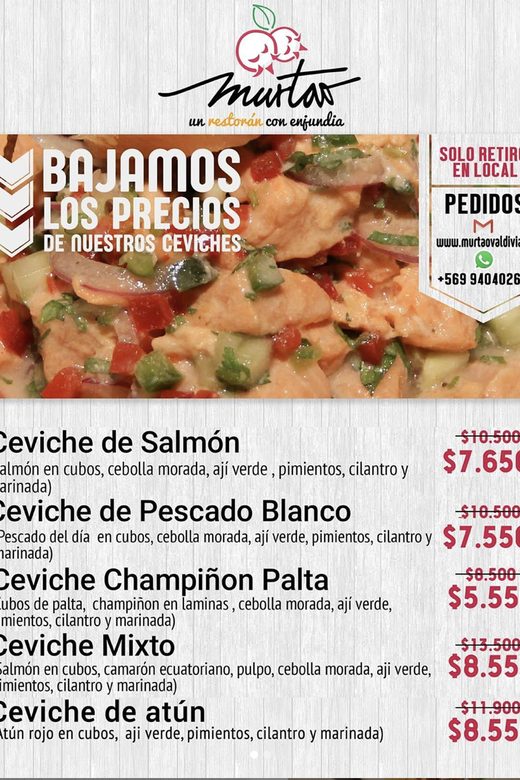 murtao
un restorán con enjundia
BAJAMOS
LOS PRECIOS
DE NUESTROS CEVICHES
SOLO RETIRO
EN LOCAL
PEDIDOS
www.murtaovaldivia
+569 9404026
Ceviche de Salmón
$10.500
$7.650
almón en cubos, cebolla morada, ají verde , pimientos, cilantro y
arinada)
Ceviche de Pescado Blanco
$10.500
$7.550
Pescado del día en cubos, cebolla morada, ají verde, pimientos, cilantro y
marinada)
Ceviche Champiñon Palta
$8.500
$5.55
Cubos de palta, champiñon en laminas , cebolla morada, ají verde,
imientos, cilantro y marinada)
Ceviche Mixto
$13.500
$8.55
Salmón en cubos, camarón ecuatoriano, pulpo, cebolla morada, aji verde,
imientos, cilantro y marinada)
Ceviche de atún
$11.900
$8.55
Atún rojo en cubos, aji verde, pimientos, cilantro y marinada)